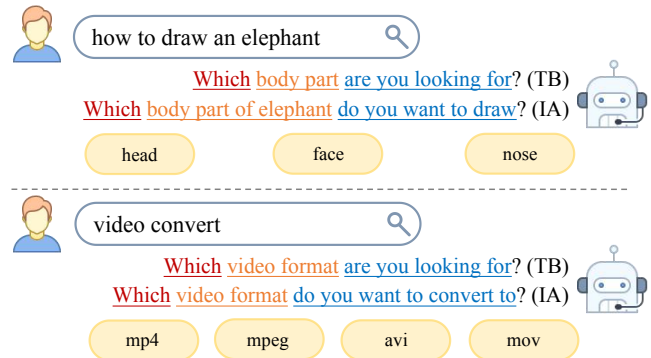 how to draw an elephant
Which body part are you looking for? (TB)
Which body part of elephant do you want to draw? (IA)
head face nose
video convert
Which video format are you looking for? (TB)
Which video format do you want to convert to? (IA)
mp4 mpeg avi mov